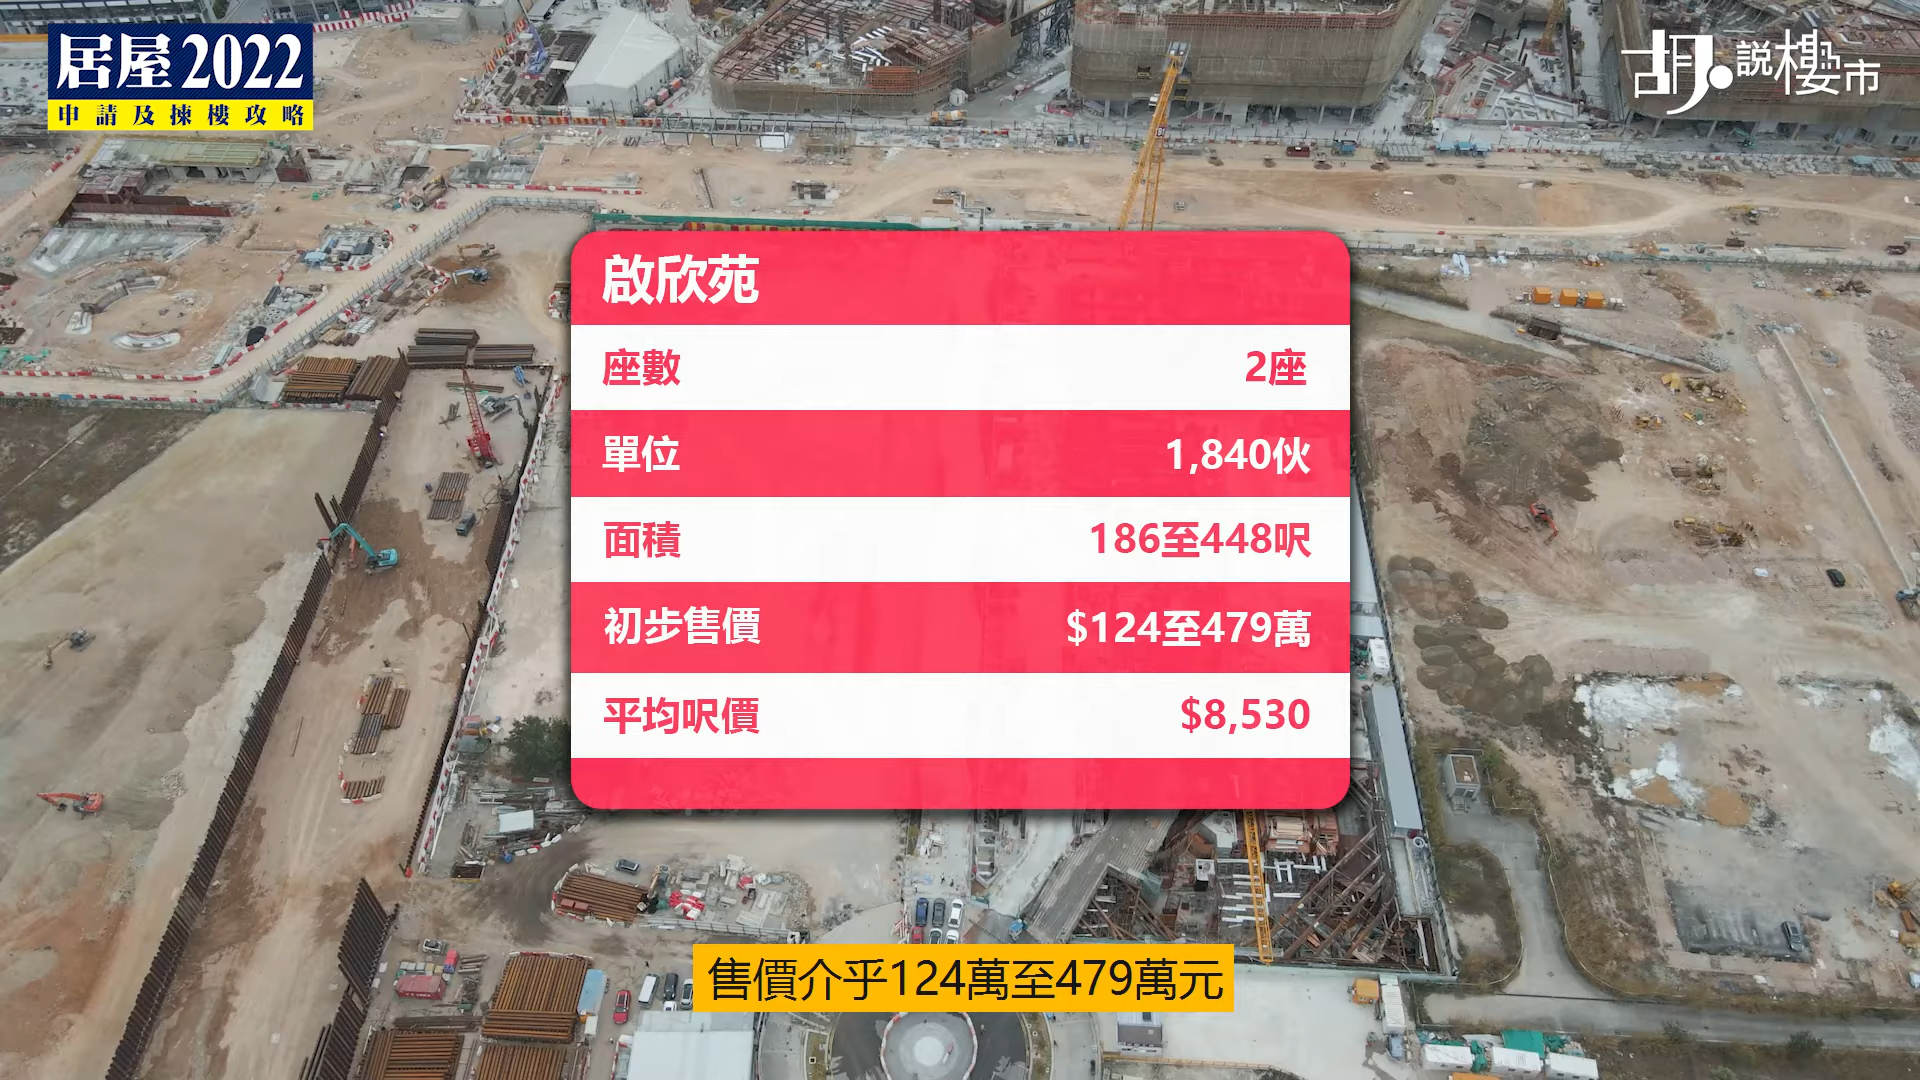 居屋2022
申請及揀樓攻略
胡.說樓市
啟欣苑
座數 2座
單位 1,840伙
面積 186至448呎
初步售價 $124至479萬
平均呎價 $8,530
售價介乎124萬至479萬元